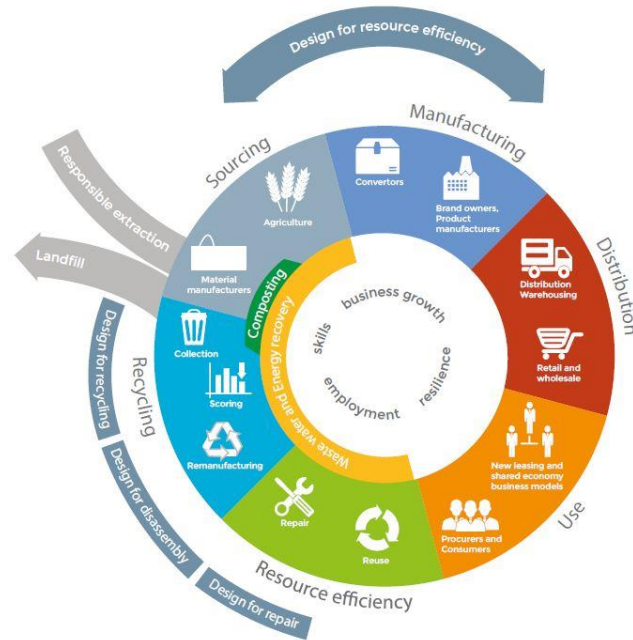 Design for resource efficiency
Manufacturing
Sourcing
Responsible extraction
Landfill
Convertors
Agriculture
Brand owners,
Product
manufacturers
Material
manufacturers
Distribution
Distribution
Warehousing
Composting
Waste water and Energy recovery
business growth
skills
resilience
employment
Collection
Retail and
wholesale
Recycling
Design for recycling
Scoring
Remanufacturing
New leasing and
shared economy
business models
Use
Design for disassembly
Repair
Reuse
Procurers and
Consumers
Resource efficiency
Design for repair